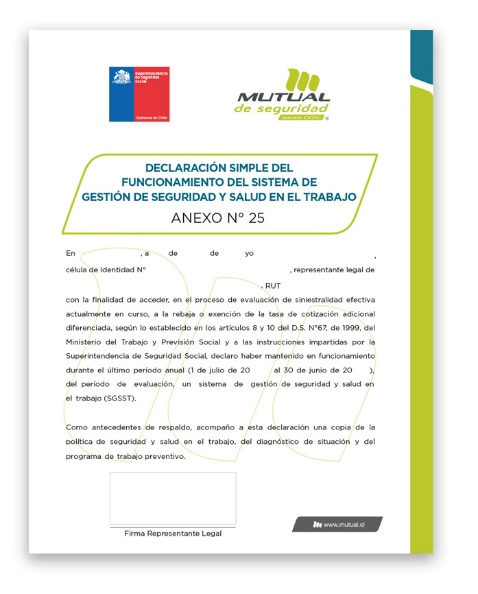 Superintendencia
de Seguridad
Social
Gobierno de Chile
MUTUAL
de seguridad
somos CChC
®
DECLARACIÓN SIMPLE DEL
FUNCIONAMIENTO DEL SISTEMA DE
GESTIÓN DE SEGURIDAD Y SALUD EN EL TRABAJO
ANEXO N° 25
En , a de de yo ,
célula de Identidad N° , representante legal de
, RUT
con la finalidad de acceder, en el proceso de evaluación de siniestralidad efectiva
actualmente en curso, a la rebaja o exención de la tasa de cotización adicional
diferenciada, según lo establecido en los artículos 8 y 10 del D.S. N°67, de 1999, del
Ministerio del Trabajo y Previsión Social y a las instrucciones impartidas por la
Superintendencia de Seguridad Social, declaro haber mantenido en funcionamiento
durante el último período anual (1 de julio de 20 al 30 de junio de 20 ),
del periodo de evaluación, un sistema de gestión de seguridad y salud en
el trabajo (SGSST).
Como antecedentes de respaldo, acompaño a esta declaración una copia de la
política de seguridad y salud en el trabajo, del diagnóstico de situación y del
programa de trabajo preventivo.
Firma Representante Legal
www.mutual.cl